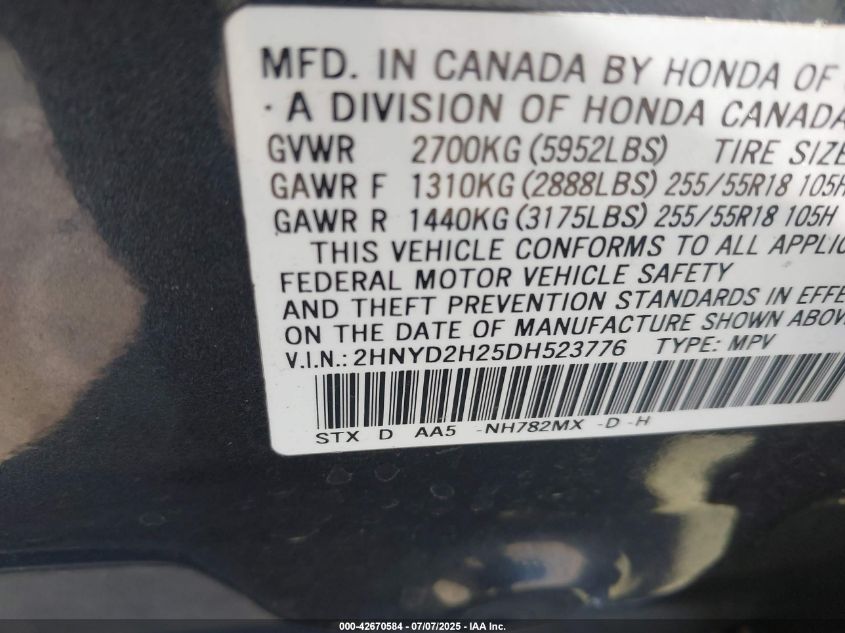 MFD. IN CANADA BY HONDA OF
· A DIVISION OF HONDA CANADA
GVWR 2700KG (5952LBS) TIRE SIZE
GAWR F 1310KG (2888LBS) 255/55R18 105H
GAWR R 1440KG (3175LBS) 255/55R18 105H
THIS VEHICLE CONFORMS TO ALL APPLIC
FEDERAL MOTOR VEHICLE SAFETY
AND THEFT PREVENTION STANDARDS IN EFFE
ON THE DATE OF MANUFACTURE SHOWN ABOV
V.I.N.: 2HNYD2H25DH523776 TYPE: MPV
STX D AA5 -NH782MX -D -H
000-42670584 | 07/07/2025 - IAA Inc.